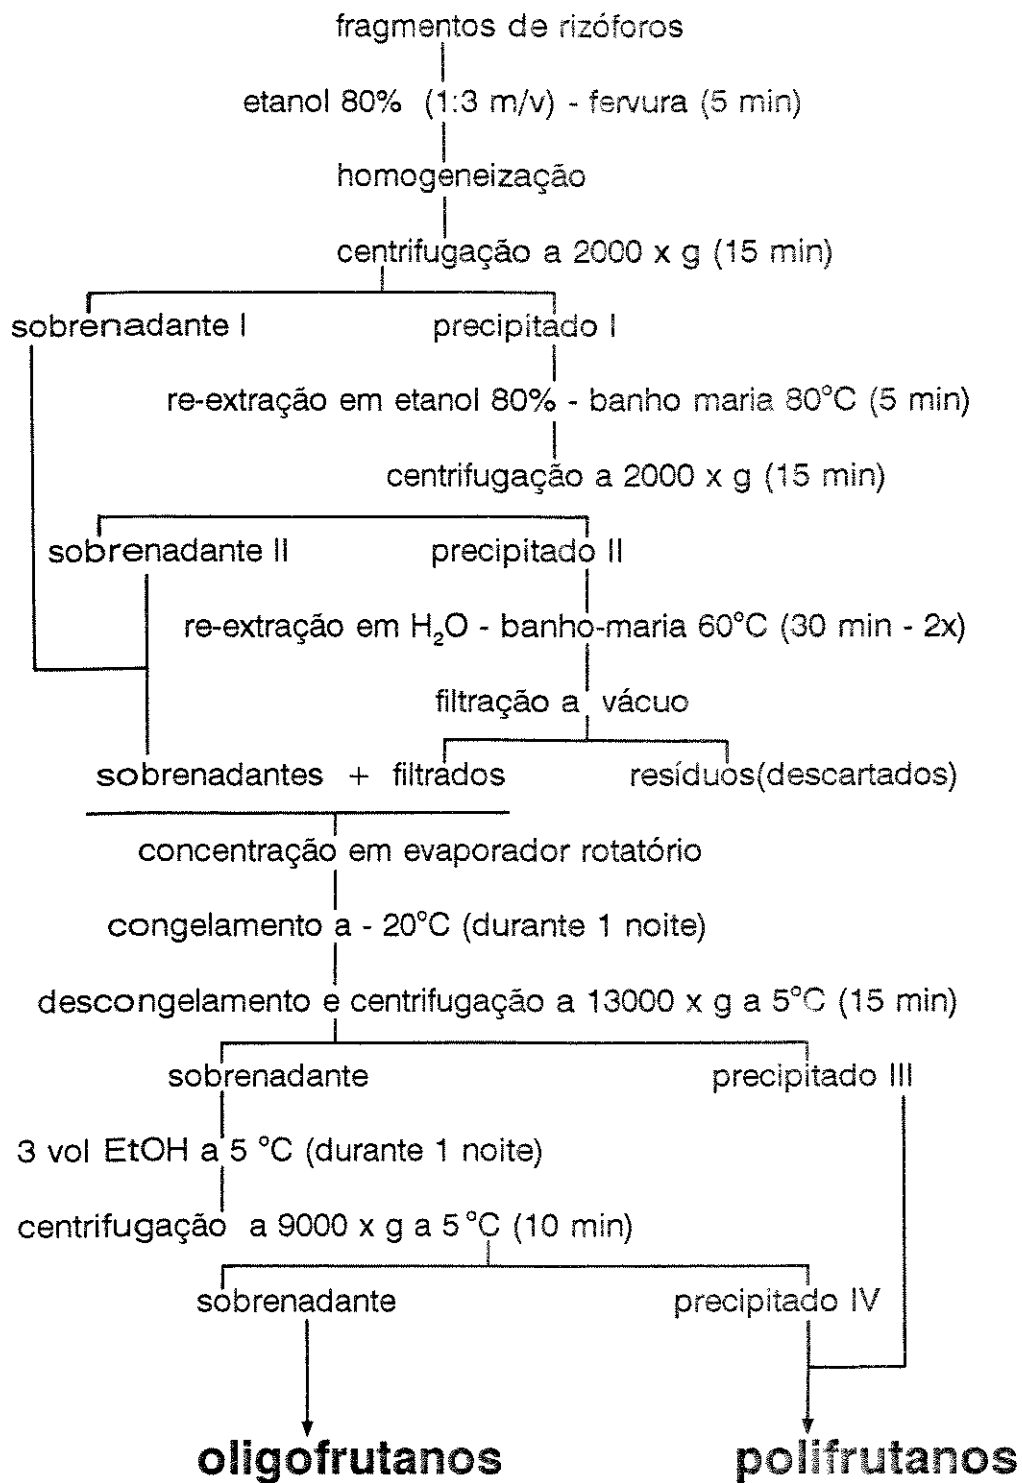 fragmentos de rizóforos
etanol 80% (1:3 m/v) - fervura (5 min)
homogeneização
centrifugação a 2000 x g (15 min)
sobrenadante I precipitado I
re-extração em etanol 80% - banho maria 80°C (5 min)
centrifugação a 2000 x g (15 min)
sobrenadante II precipitado II
re-extração em H₂O - banho-maria 60°C (30 min - 2x)
filtração a vácuo
sobrenadantes + filtrados resíduos(descartados)
concentração em evaporador rotatório
congelamento a - 20°C (durante 1 noite)
descongelamento e centrifugação a 13000 x g a 5°C (15 min)
sobrenadante precipitado III
3 vol EtOH a 5 °C (durante 1 noite)
centrifugação a 9000 x g a 5°C (10 min)
sobrenadante precipitado IV
oligofrutanos polifrutanos